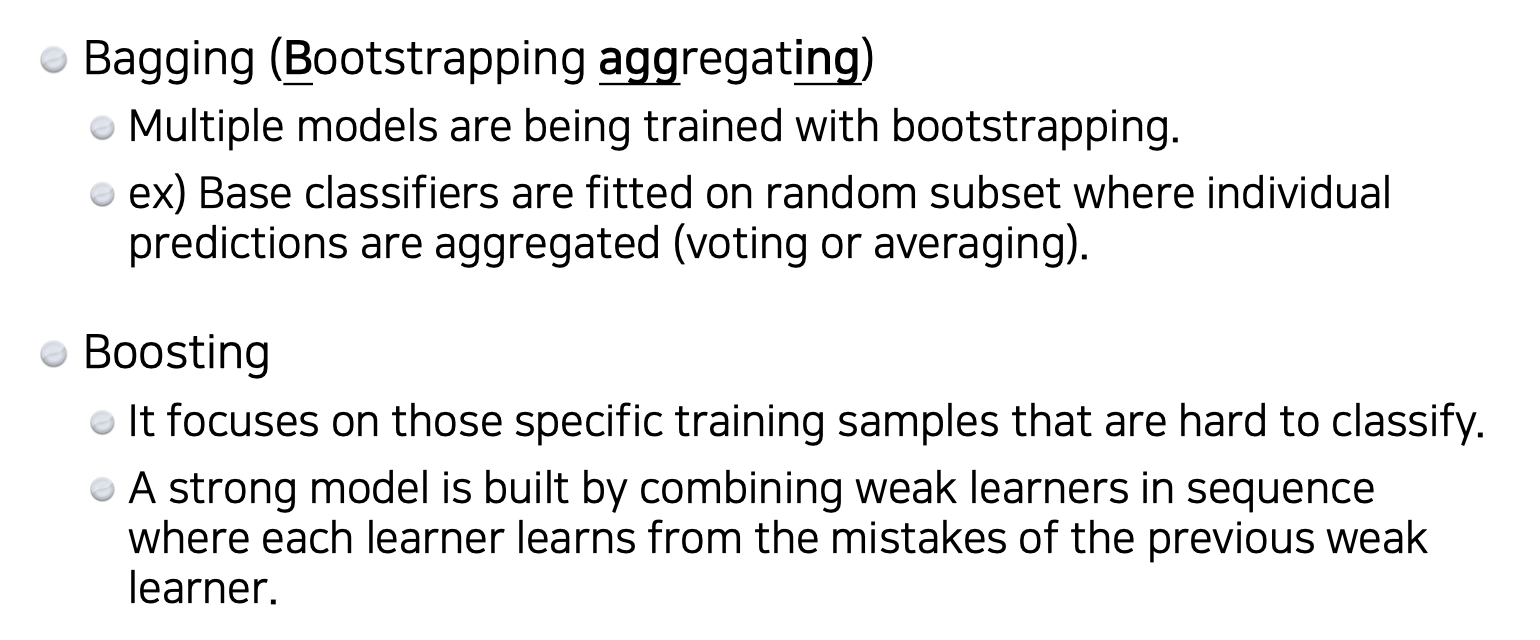 Bagging (Bootstrapping aggregating)
Multiple models are being trained with bootstrapping.
ex) Base classifiers are fitted on random subset where individual
predictions are aggregated (voting or averaging).
Boosting
It focuses on those specific training samples that are hard to classify.
A strong model is built by combining weak learners in sequence
where each learner learns from the mistakes of the previous weak
learner.